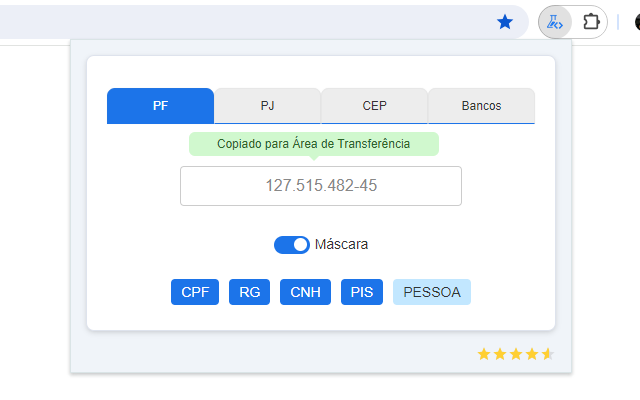 PF PJ CEP Bancos
Copiado para Área de Transferência
127.515.482-45
Máscara
CPF RG CNH PIS PESSOA